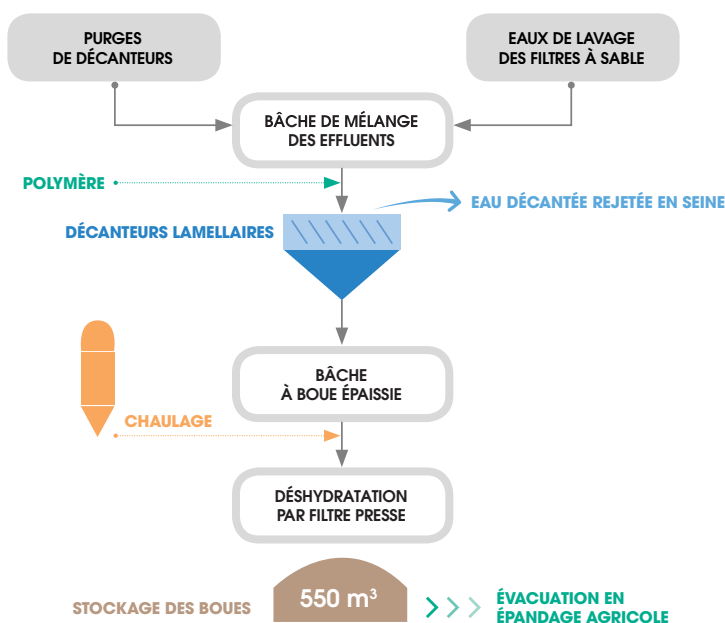 PURGES
DE DÉCANTEURS
EAUX DE LAVAGE
DES FILTRES À SABLE
BÂCHE DE MÉLANGE
DES EFFLUENTS
POLYMÈRE
EAU DÉCANTÉE REJETÉE EN SEINE
DÉCANTEURS LAMELLAIRES
BÂCHE
À BOUE ÉPAISSIE
CHAULAGE
DÉSHYDRATATION
PAR FILTRE PRESSE
STOCKAGE DES BOUES
550 m³
ÉVACUATION EN
ÉPANDAGE AGRICOLE